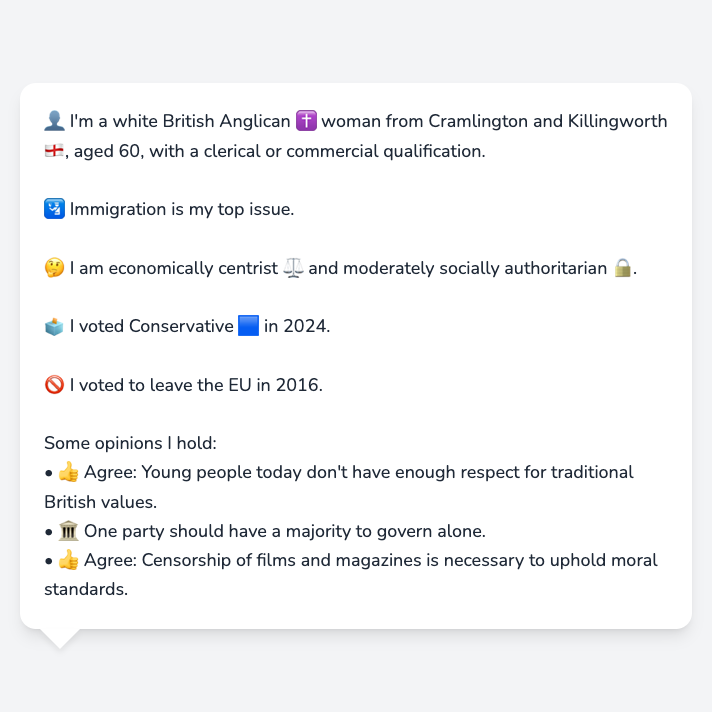 👤 I'm a white British Anglican ✝️ woman from Cramlington and Killingworth
🏴󠁧󠁢󠁥󠁮󠁧󠁿, aged 60, with a clerical or commercial qualification.
🛂 Immigration is my top issue.
🤔 I am economically centrist ⚖️ and moderately socially authoritarian 🔒.
🗳️ I voted Conservative 🟦 in 2024.
🚫 I voted to leave the EU in 2016.
Some opinions I hold:
• 👍 Agree: Young people today don't have enough respect for traditional
British values.
• 🏛️ One party should have a majority to govern alone.
• 👍 Agree: Censorship of films and magazines is necessary to uphold moral
standards.